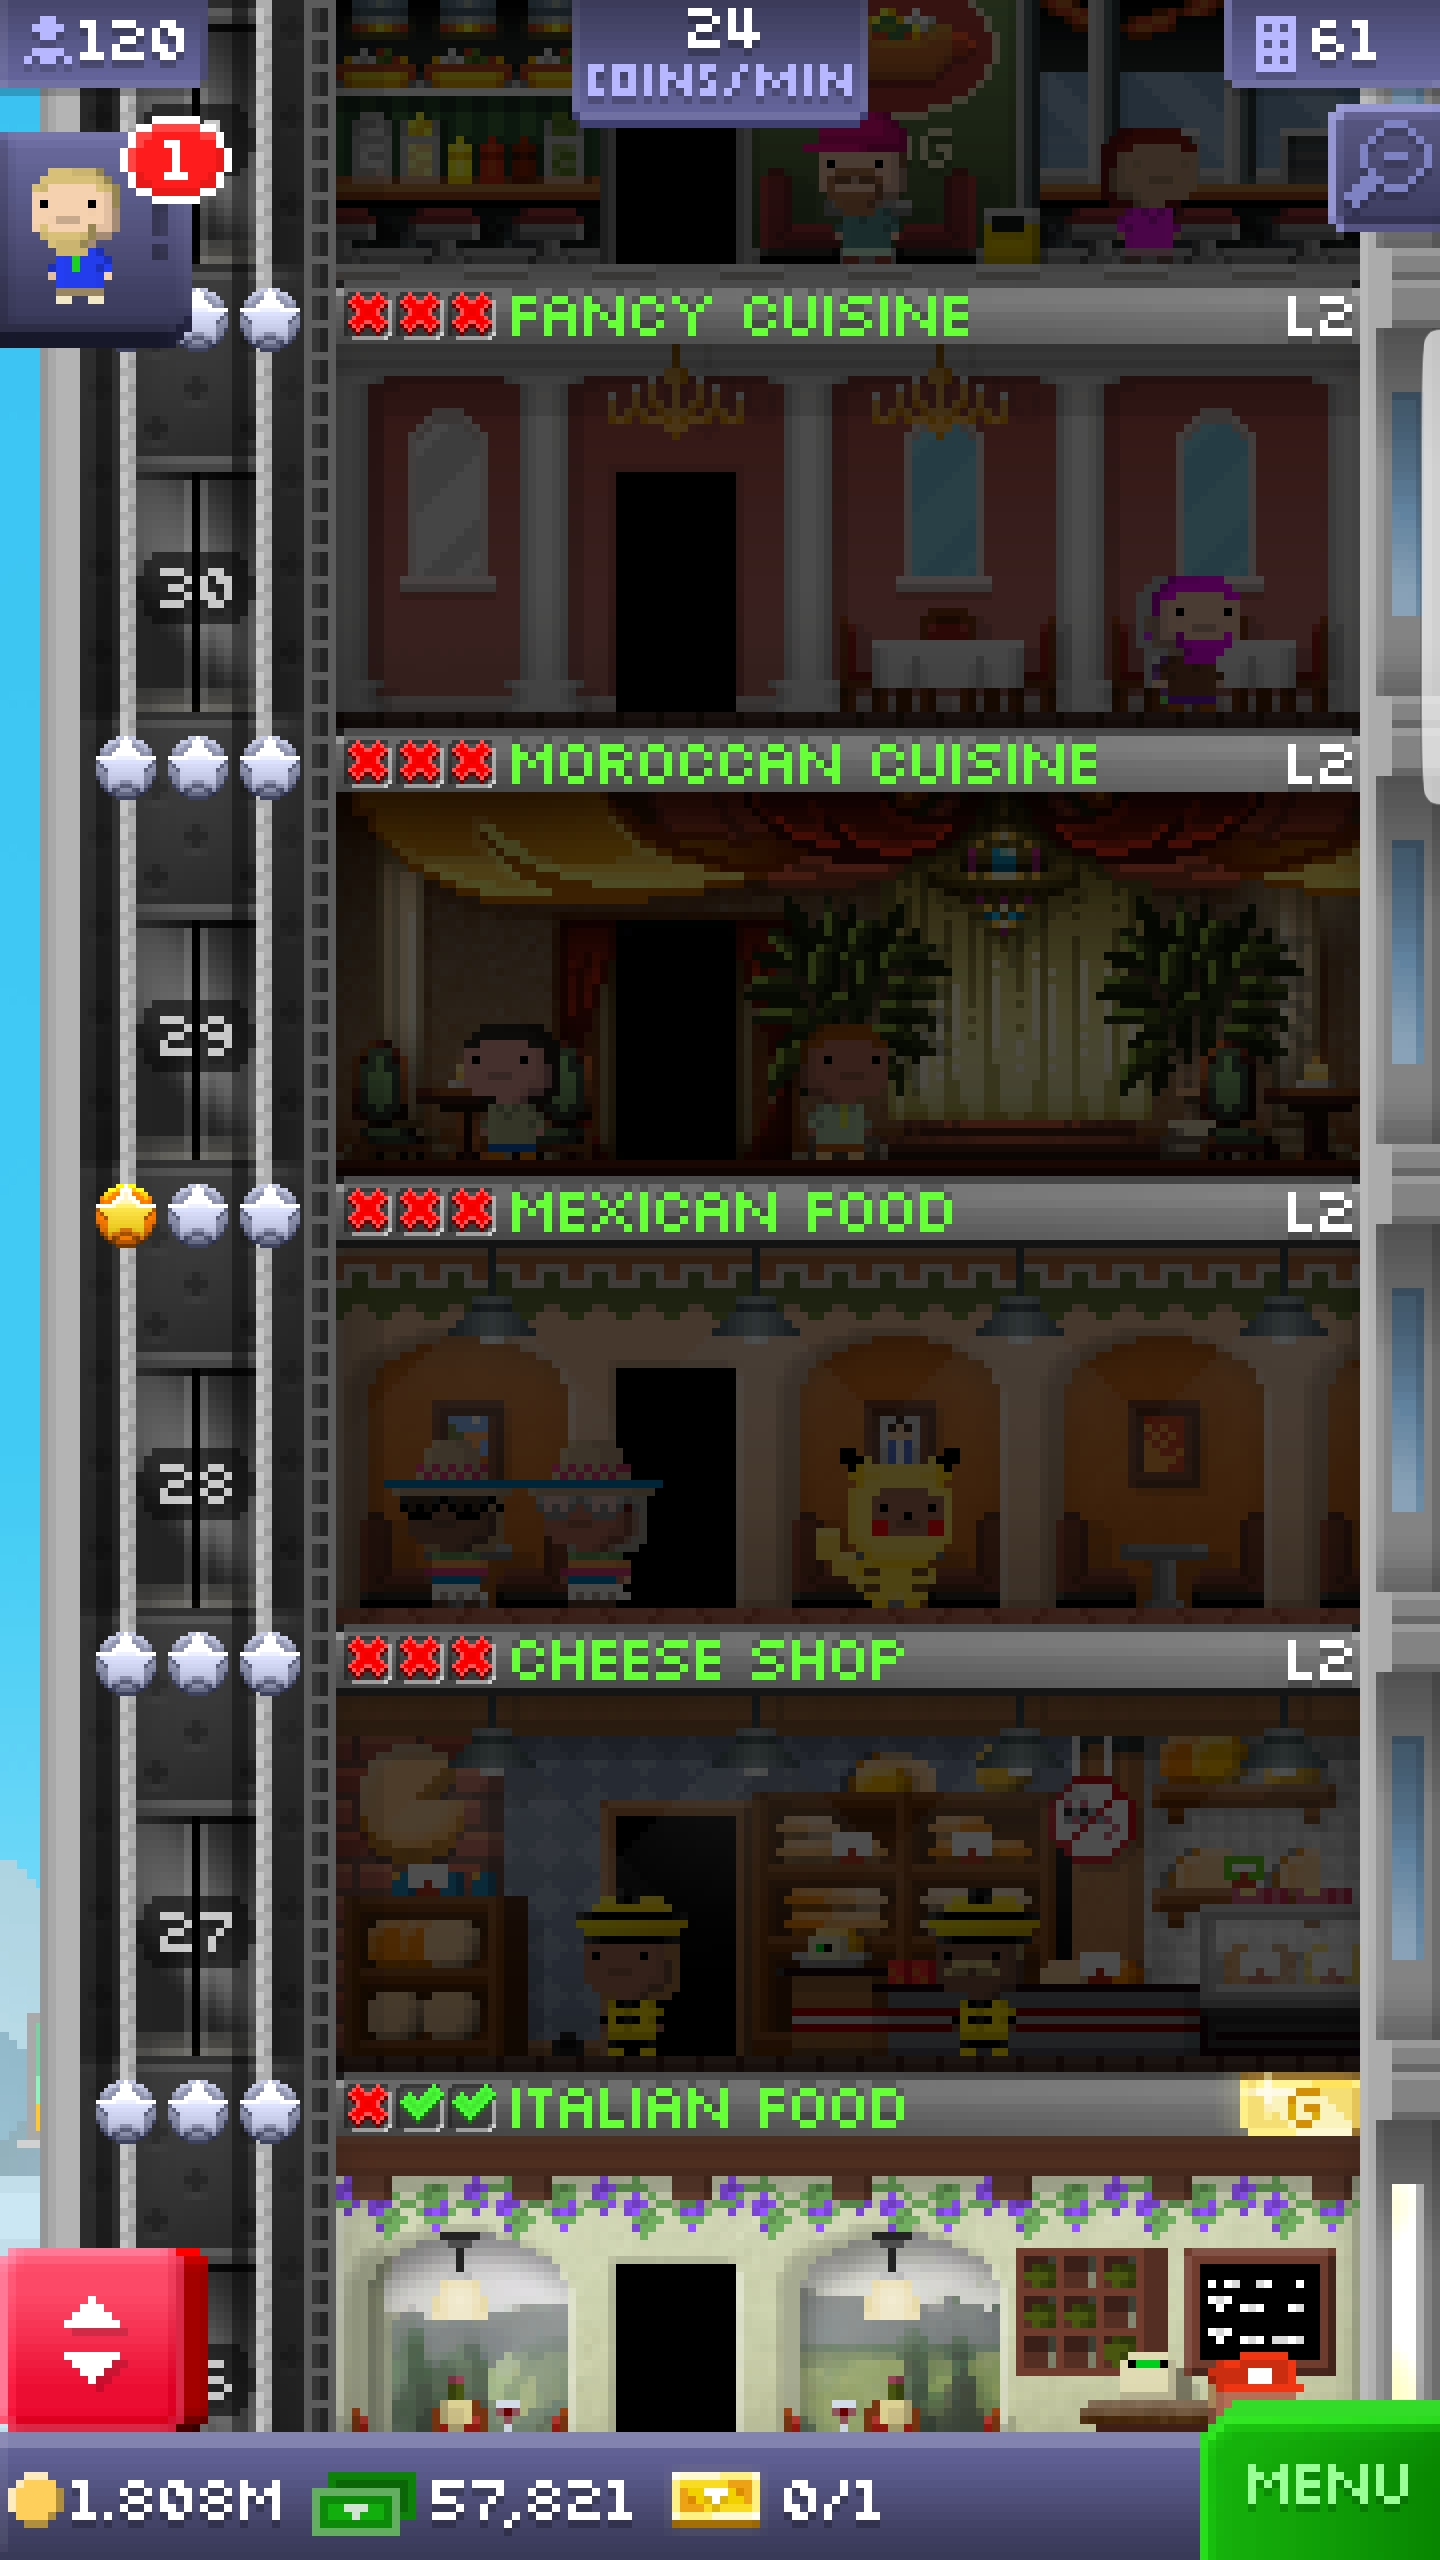 120
24
COINS/MIN
61
1
FANCY CUISINE L2
30
MOROCCAN CUISINE L2
29
MEXICAN FOOD L2
28
CHEESE SHOP L2
27
ITALIAN FOOD G
1.808M 57,821 0/1
MENU